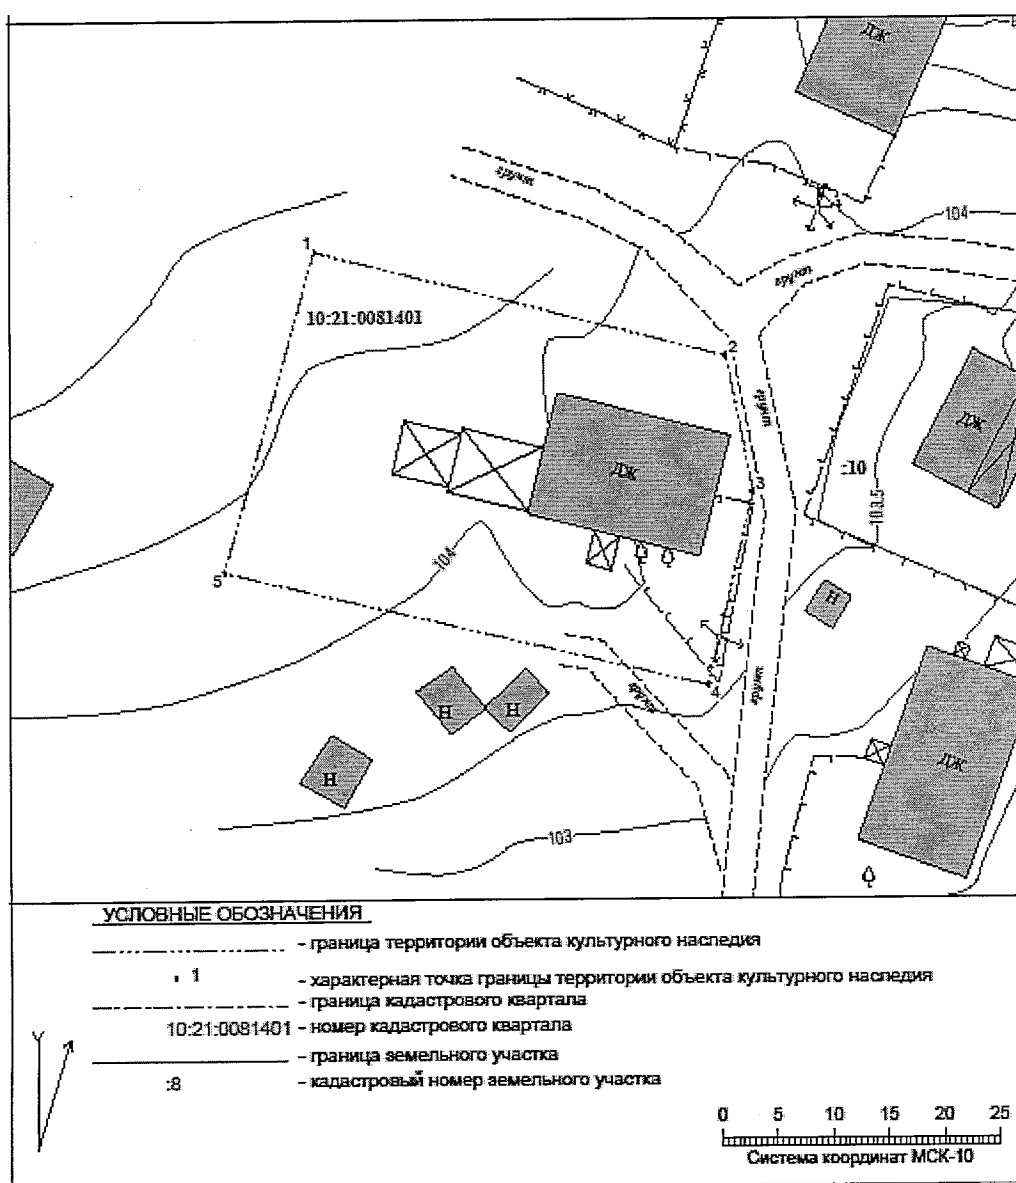 ДЖ
грунт
104
1
грунт
10:21:0081401
2
грунт
ДЖ
ДЖ
:10
3
103.5
104
5
Н
4
грунт
грунт
Н
Н
ДЖ
Н
103
УСЛОВНЫЕ ОБОЗНАЧЕНИЯ
- граница территории объекта культурного наследия
1 - характерная точка границы территории объекта культурного наследия
- граница кадастрового квартала
10:21:0081401 - номер кадастрового квартала
- граница земельного участка
:8 - кадастровый номер земельного участка
0 5 10 15 20 25
Система координат МСК-10